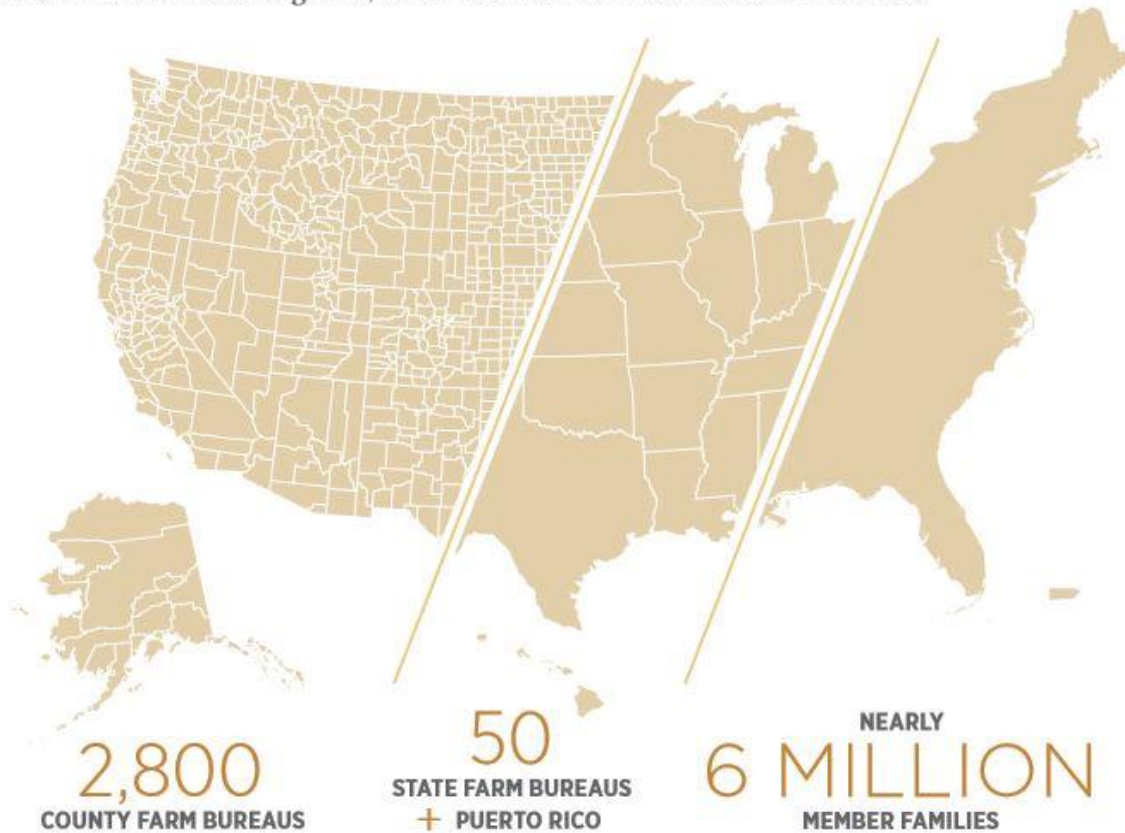 2,800
COUNTY FARM BUREAUS
50
STATE FARM BUREAUS
+ PUERTO RICO
NEARLY
6 MILLION
MEMBER FAMILIES